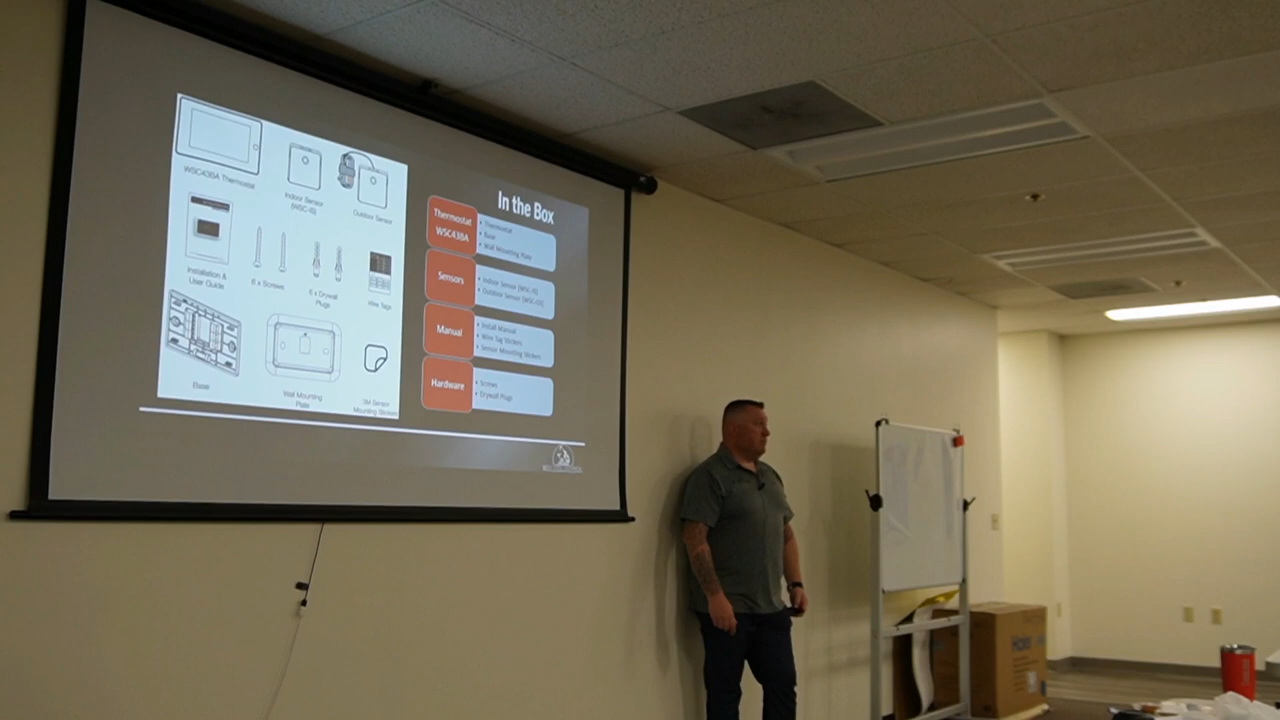 WSC43BA Thermostat
Indoor Sensor
(WSC-IS)
Outdoor Sensor
Installation &
User Guide
6 x Screws
6 x Drywall
Plugs
Wire Tags
Base
Wall Mounting
Plate
3M Sensor
Mounting Stickers
In the Box
Thermostat
WSC43BA
• Thermostat
• Base
• Wall Mounting Plate
Sensors
• Indoor Sensor (WSC-IS)
• Outdoor Sensor (WSC-OS)
Manual
• Install Manual
• Wire Tag Stickers
• Sensor Mounting Stickers
Hardware
• Screws
• Drywall Plugs